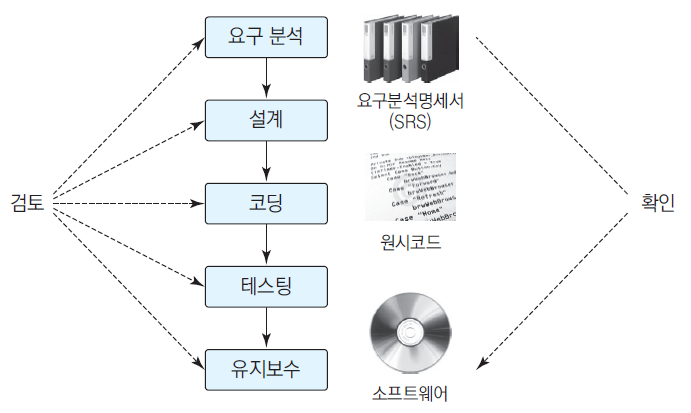 요구 분석
요구분석명세서
(SRS)
설계
검토
코딩
확인
원시코드
테스팅
유지보수
소프트웨어